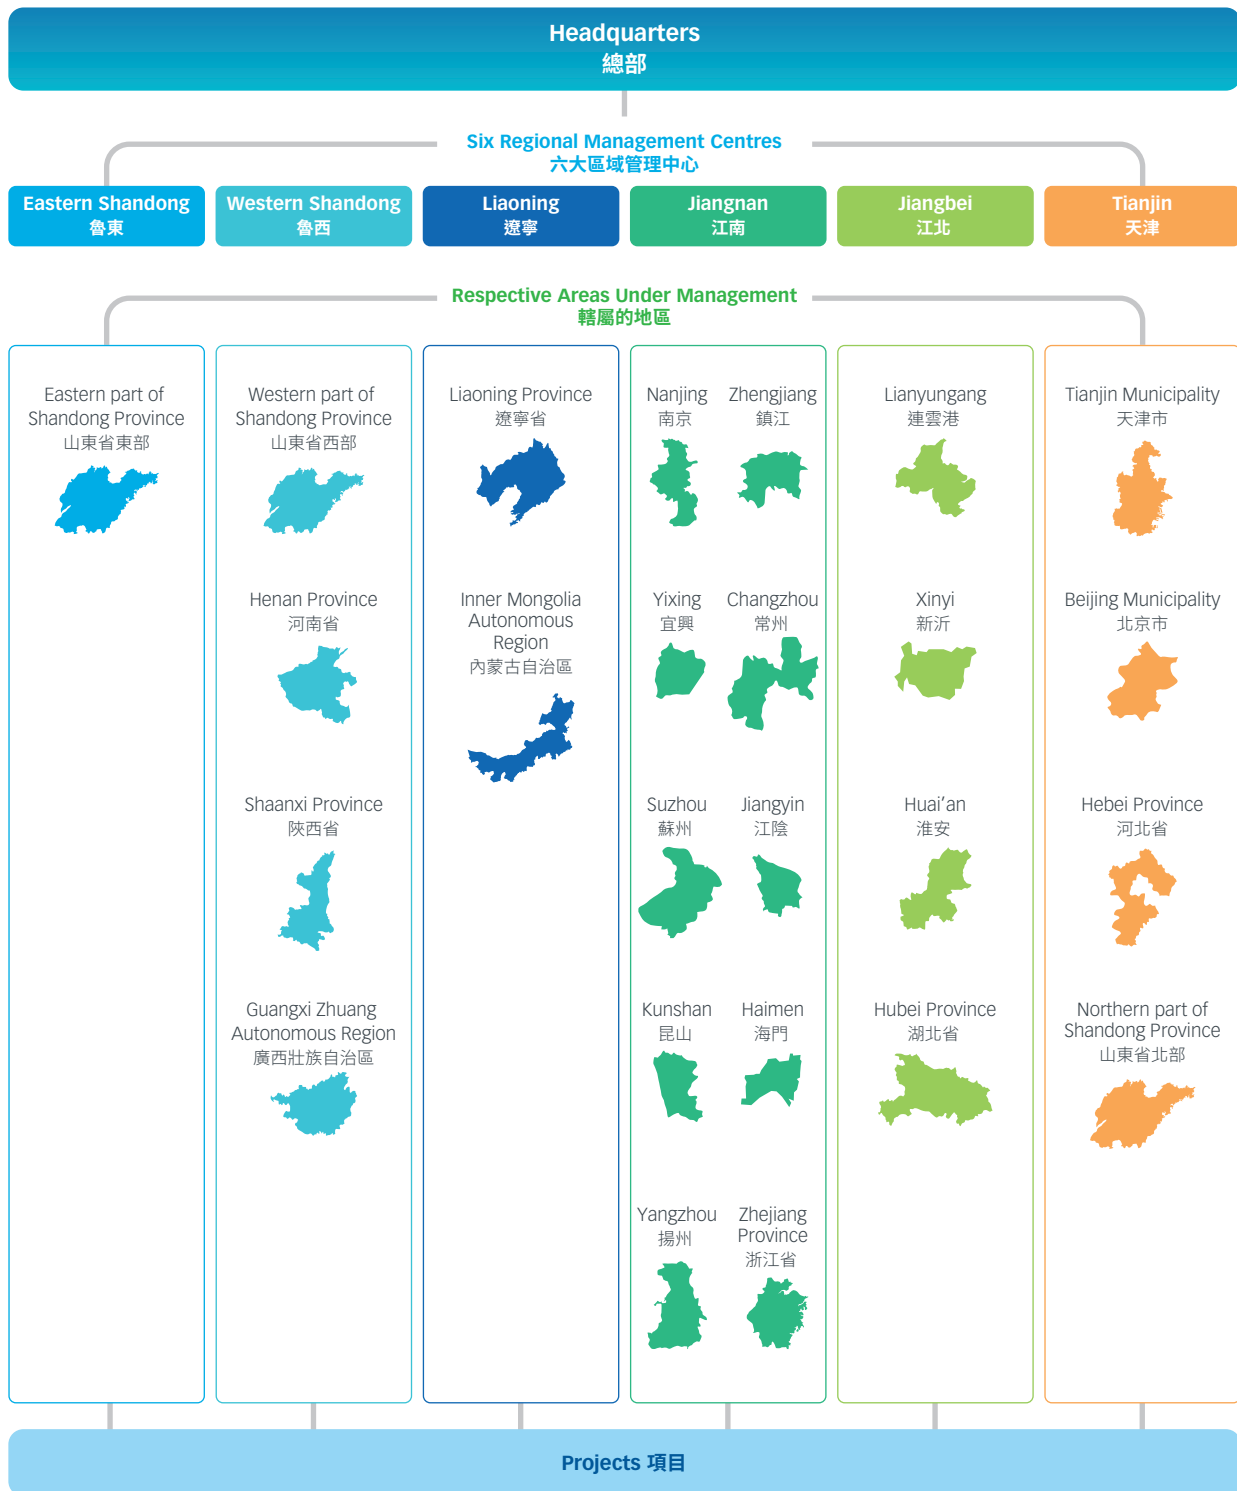 Headquarters
總部
Six Regional Management Centres
六大區域管理中心
Eastern Shandong
魯東
Western Shandong
魯西
Liaoning
遼寧
Jiangnan
江南
Jiangbei
江北
Tianjin
天津
Respective Areas Under Management
轄屬的地區
Eastern part of
Shandong Province
山東省東部
Western part of
Shandong Province
山東省西部
Henan Province
河南省
Shaanxi Province
陝西省
Guangxi Zhuang
Autonomous Region
廣西壯族自治區
Liaoning Province
遼寧省
Inner Mongolia
Autonomous
Region
內蒙古自治區
Nanjing
南京
Zhengjiang
鎮江
Yixing
宜興
Changzhou
常州
Suzhou
蘇州
Jiangyin
江陰
Kunshan
昆山
Haimen
海門
Yangzhou
揚州
Zhejiang
Province
浙江省
Lianyungang
連雲港
Xinyi
新沂
Huai’an
淮安
Hubei Province
湖北省
Tianjin Municipality
天津市
Beijing Municipality
北京市
Hebei Province
河北省
Northern part of
Shandong Province
山東省北部
Projects 項目